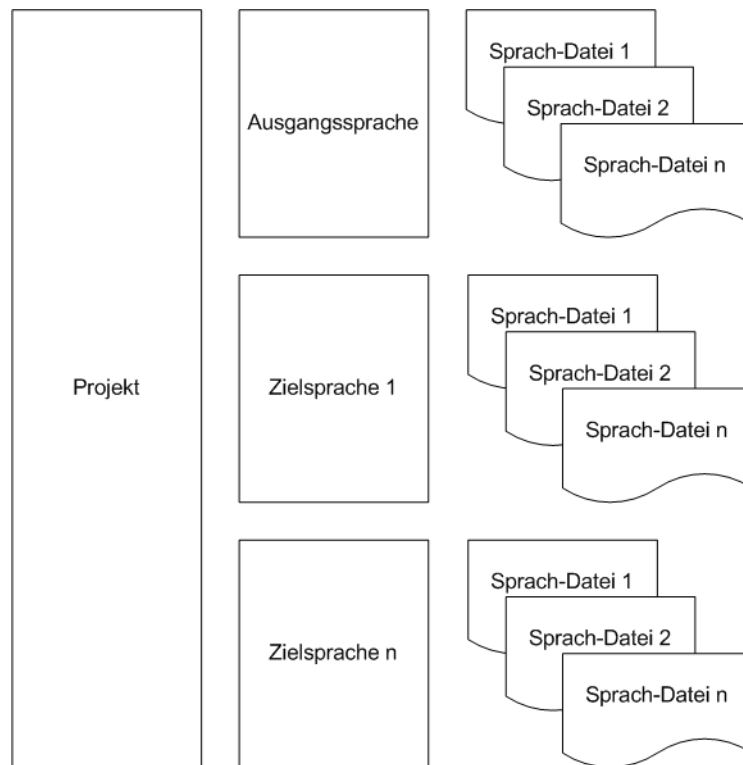 Projekt
Ausgangssprache
Sprach-Datei 1
Sprach-Datei 2
Sprach-Datei n
Zielsprache 1
Sprach-Datei 1
Sprach-Datei 2
Sprach-Datei n
Zielsprache n
Sprach-Datei 1
Sprach-Datei 2
Sprach-Datei n